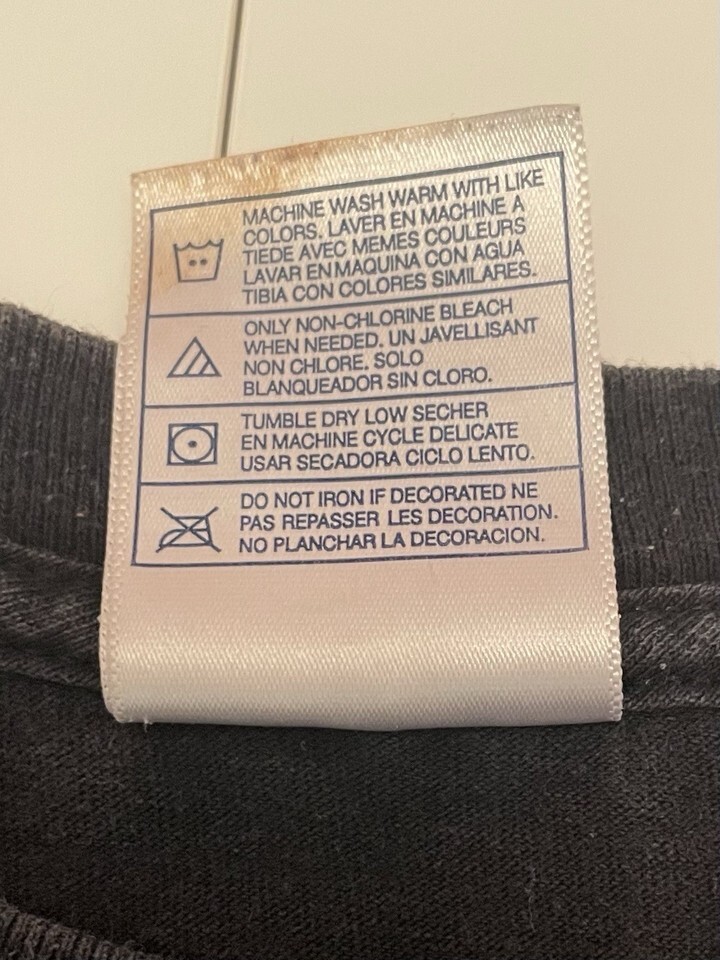 MACHINE WASH WARM WITH LIKE
COLORS. LAVER EN MACHINE A
TIEDE AVEC MEMES COULEURS
LAVAR EN MAQUINA CON AGUA
TIBIA CON COLORES SIMILARES.
ONLY NON-CHLORINE BLEACH
WHEN NEEDED. UN JAVELLISANT
NON CHLORE. SOLO
BLANQUEADOR SIN CLORO.
TUMBLE DRY LOW SECHER
EN MACHINE CYCLE DELICATE
USAR SECADORA CICLO LENTO.
DO NOT IRON IF DECORATED NE
PAS REPASSER LES DECORATION.
NO PLANCHAR LA DECORACION.